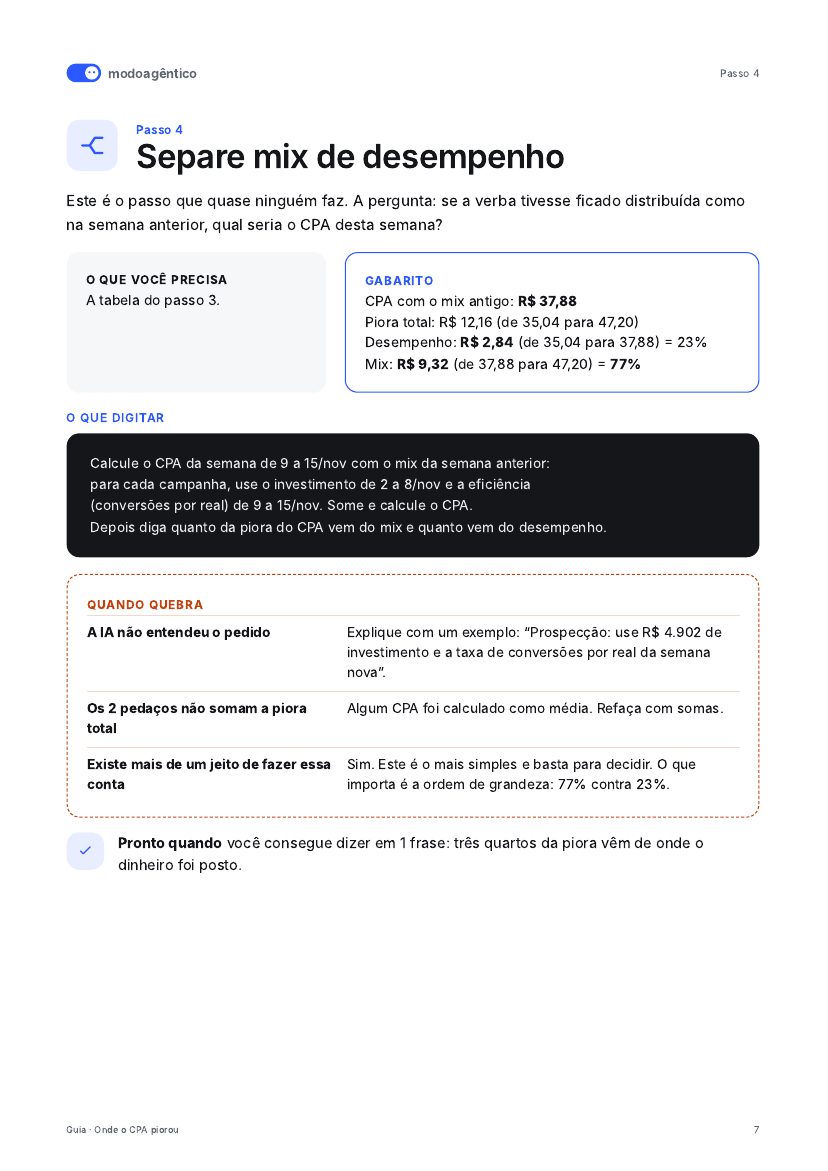 modoagêntico
Passo 4
Passo 4
Separe mix de desempenho
Este é o passo que quase ninguém faz. A pergunta: se a verba tivesse ficado distribuída como
na semana anterior, qual seria o CPA desta semana?
O QUE VOCÊ PRECISA
A tabela do passo 3.
GABARITO
CPA com o mix antigo: R$ 37,88
Piora total: R$ 12,16 (de 35,04 para 47,20)
Desempenho: R$ 2,84 (de 35,04 para 37,88) = 23%
Mix: R$ 9,32 (de 37,88 para 47,20) = 77%
O QUE DIGITAR
Calcule o CPA da semana de 9 a 15/nov com o mix da semana anterior:
para cada campanha, use o investimento de 2 a 8/nov e a eficiência
(conversões por real) de 9 a 15/nov. Some e calcule o CPA.
Depois diga quanto da piora do CPA vem do mix e quanto vem do desempenho.
QUANDO QUEBRA
A IA não entendeu o pedido
Explique com um exemplo: “Prospecção: use R$ 4.902 de
investimento e a taxa de conversões por real da semana
nova”.
Os 2 pedaços não somam a piora
total
Algum CPA foi calculado como média. Refaça com somas.
Existe mais de um jeito de fazer essa
conta
Sim. Este é o mais simples e basta para decidir. O que
importa é a ordem de grandeza: 77% contra 23%.
Pronto quando você consegue dizer em 1 frase: três quartos da piora vêm de onde o
dinheiro foi posto.
Guia · Onde o CPA piorou
7